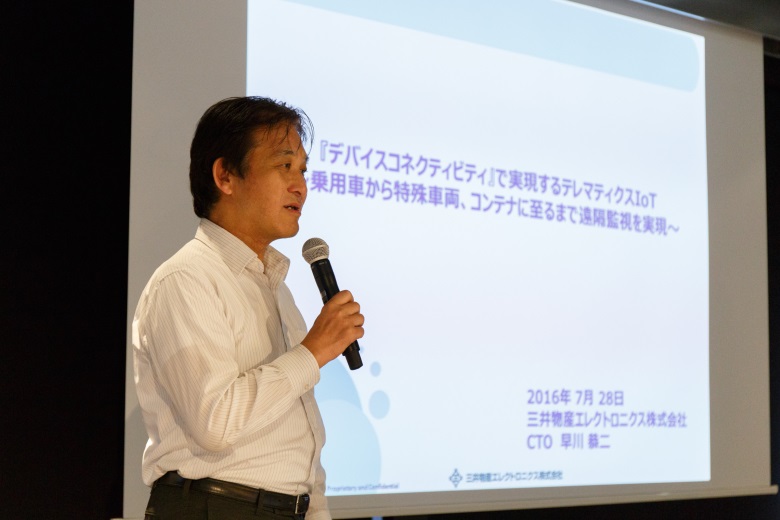 『デバイスコネクティビティ』で実現するテレマティクスIoT
乗用車から特殊車両、コンテナに至るまで遠隔監視を実現～
2016年 7月 28日
三井物産エレクトロニクス株式会社
CTO 早川 恭二
Proprietary and Confidential
三井物産エレクトロニクス株式会社